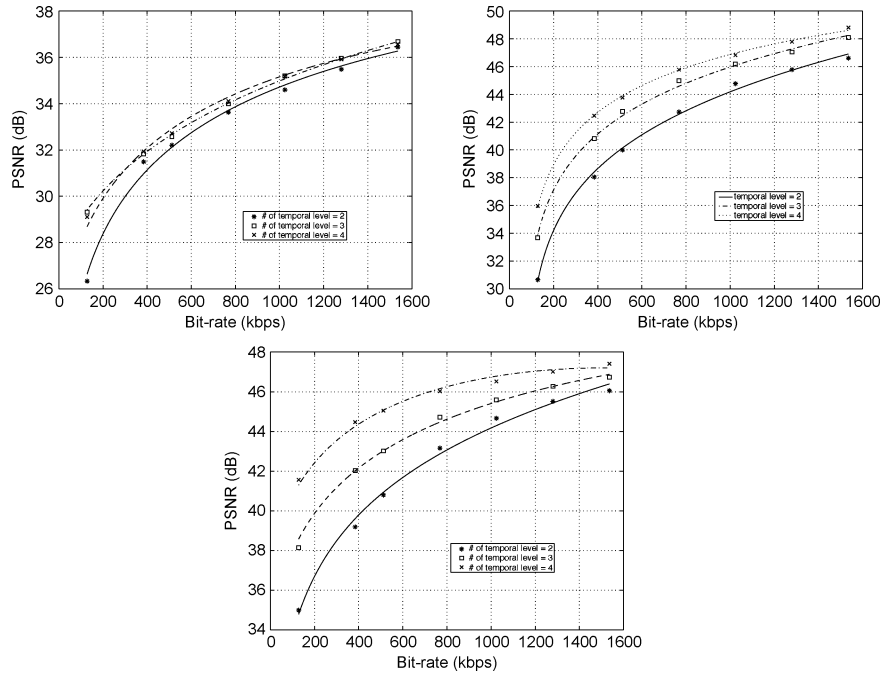 38
36
34
32
30
28
26
PSNR (dB)
# of temporal level = 2
# of temporal level = 3
# of temporal level = 4
0 200 400 600 800 1000 1200 1400 1600
Bit-rate (kbps)
50
48
46
44
42
40
38
36
34
32
30
PSNR (dB)
temporal level = 2
temporal level = 3
temporal level = 4
0 200 400 600 800 1000 1200 1400 1600
Bit-rate (kbps)
48
46
44
42
40
38
36
34
PSNR (dB)
# of temporal level = 2
# of temporal level = 3
# of temporal level = 4
0 200 400 600 800 1000 1200 1400 1600
Bit-rate (kbps)